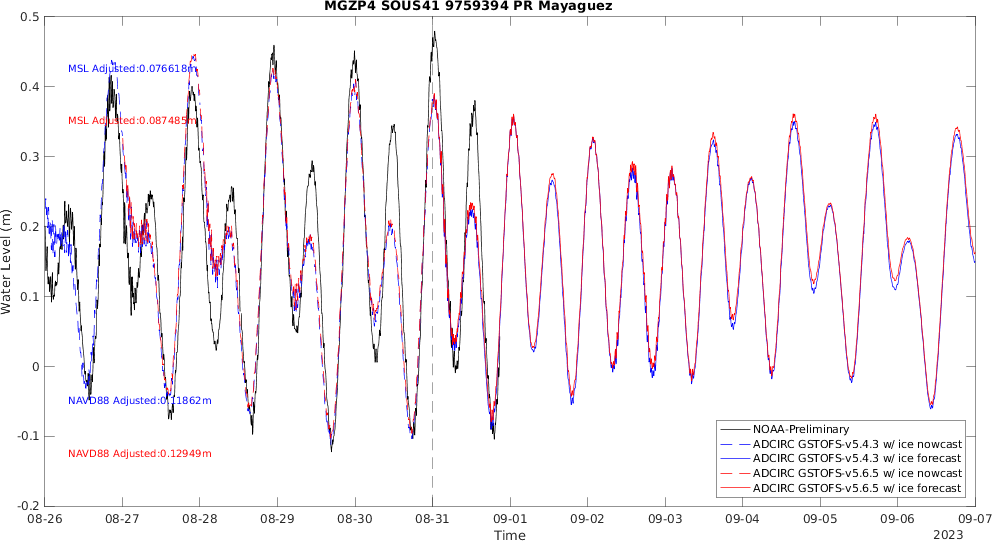 MGZP4 SOUS41 9759394 PR Mayaguez
0.5
0.4
0.3
0.2
0.1
0
-0.1
-0.2
Water Level (m)
MSL Adjusted:0.076618m
MSL Adjusted:0.087485m
NAVD88 Adjusted:0.11862m
NAVD88 Adjusted:0.12949m
NOAA-Preliminary
ADCIRC GSTOFS-v5.4.3 w/ ice nowcast
ADCIRC GSTOFS-v5.4.3 w/ ice forecast
ADCIRC GSTOFS-v5.6.5 w/ ice nowcast
ADCIRC GSTOFS-v5.6.5 w/ ice forecast
08-26 08-27 08-28 08-29 08-30 08-31 09-01 09-02 09-03 09-04 09-05 09-06 09-07
Time
2023